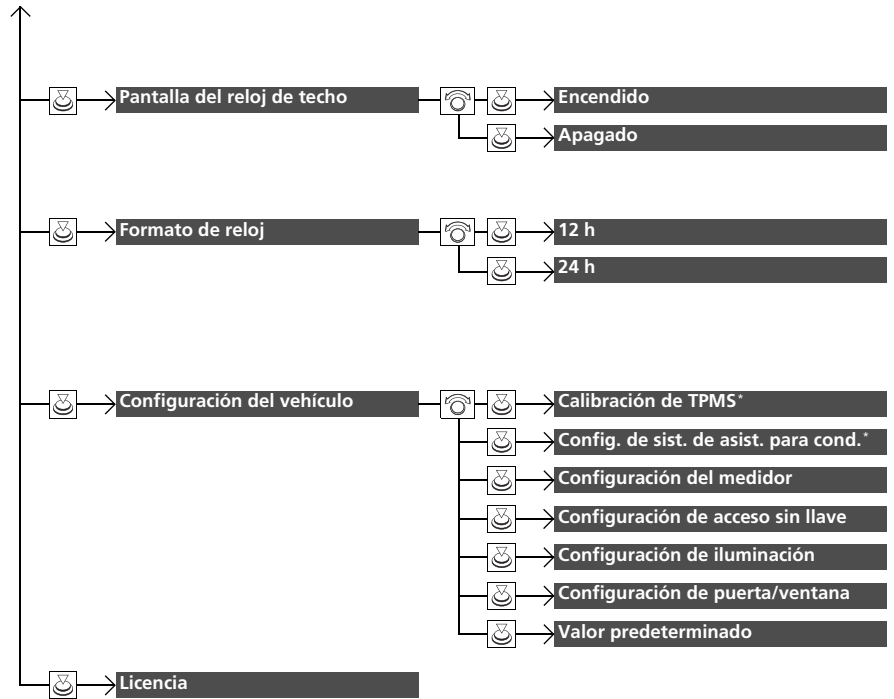 Pantalla del reloj de techo
Encendido
Apagado
Formato de reloj
12 h
24 h
Configuración del vehículo
Calibración de TPMS*
Config. de sist. de asist. para cond.*
Configuración del medidor
Configuración de acceso sin llave
Configuración de iluminación
Configuración de puerta/ventana
Valor predeterminado
Licencia